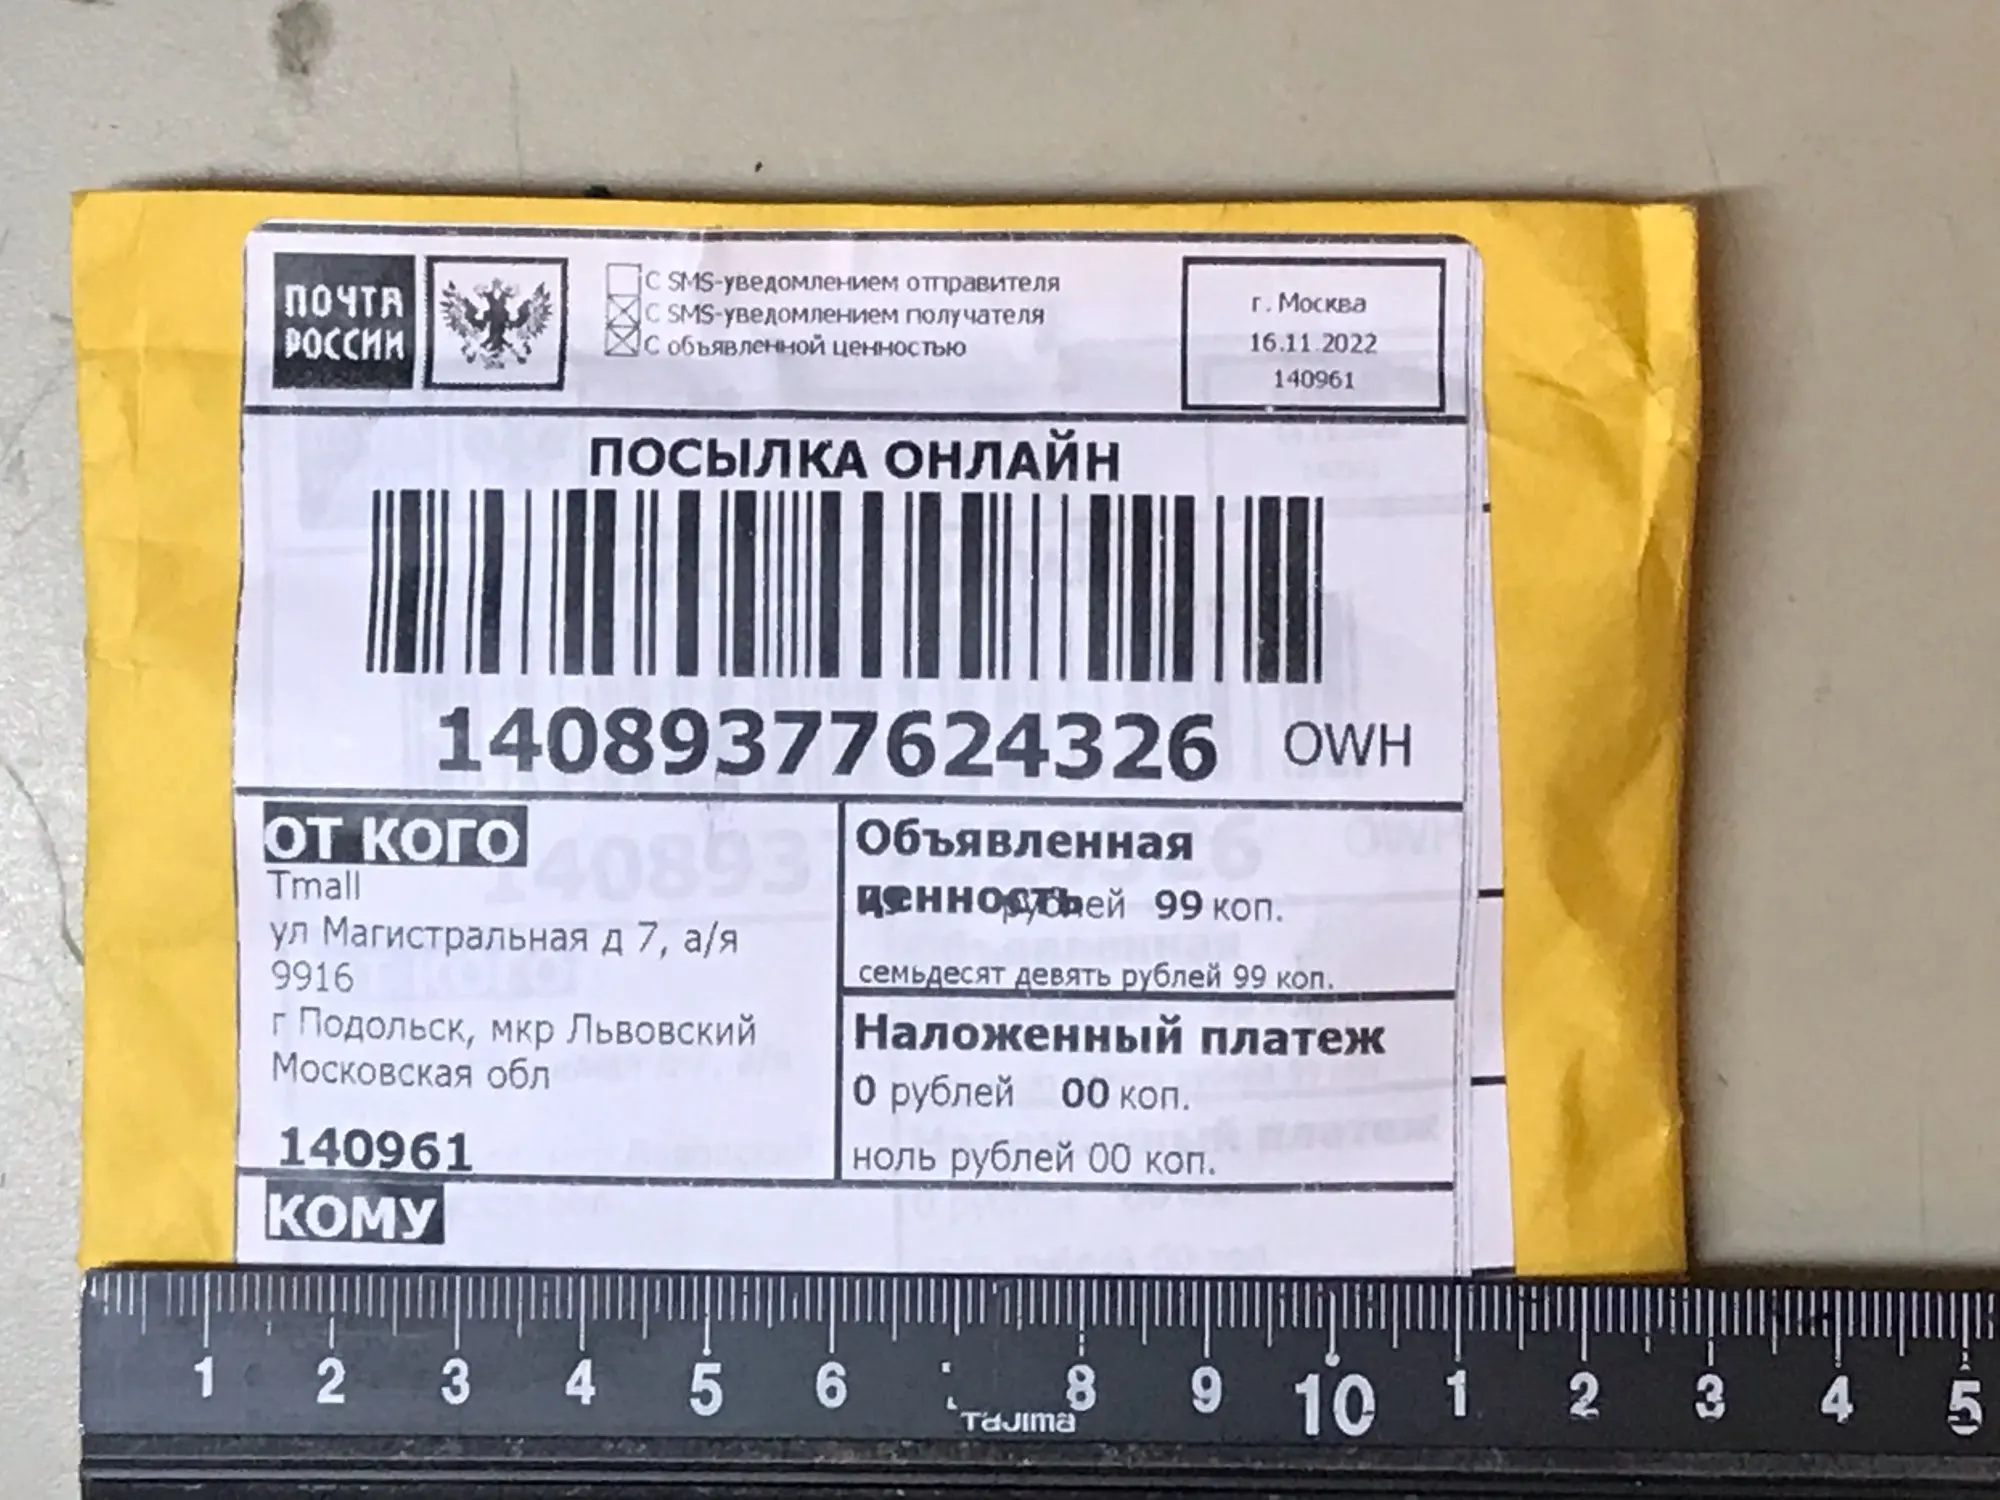 ПОЧТА
РОССИИ
С SMS-уведомлением отправителя
С SMS-уведомлением получателя
С объявленной ценностью
г. Москва
16.11.2022
140961
ПОСЫЛКА ОНЛАЙН
14089377624326 OWH
ОТ КОГО
Tmall
ул Магистральная д 7, а/я
9916
г Подольск, мкр Львовский
Московская обл
140961
Объявленная
ценность рублей 99 коп.
семьдесят девять рублей 99 коп.
Наложенный платеж
0 рублей 00 коп.
ноль рублей 00 коп.
КОМУ
1 2 3 4 5 6 8 9 10 1 2 3 4 5
Tajima